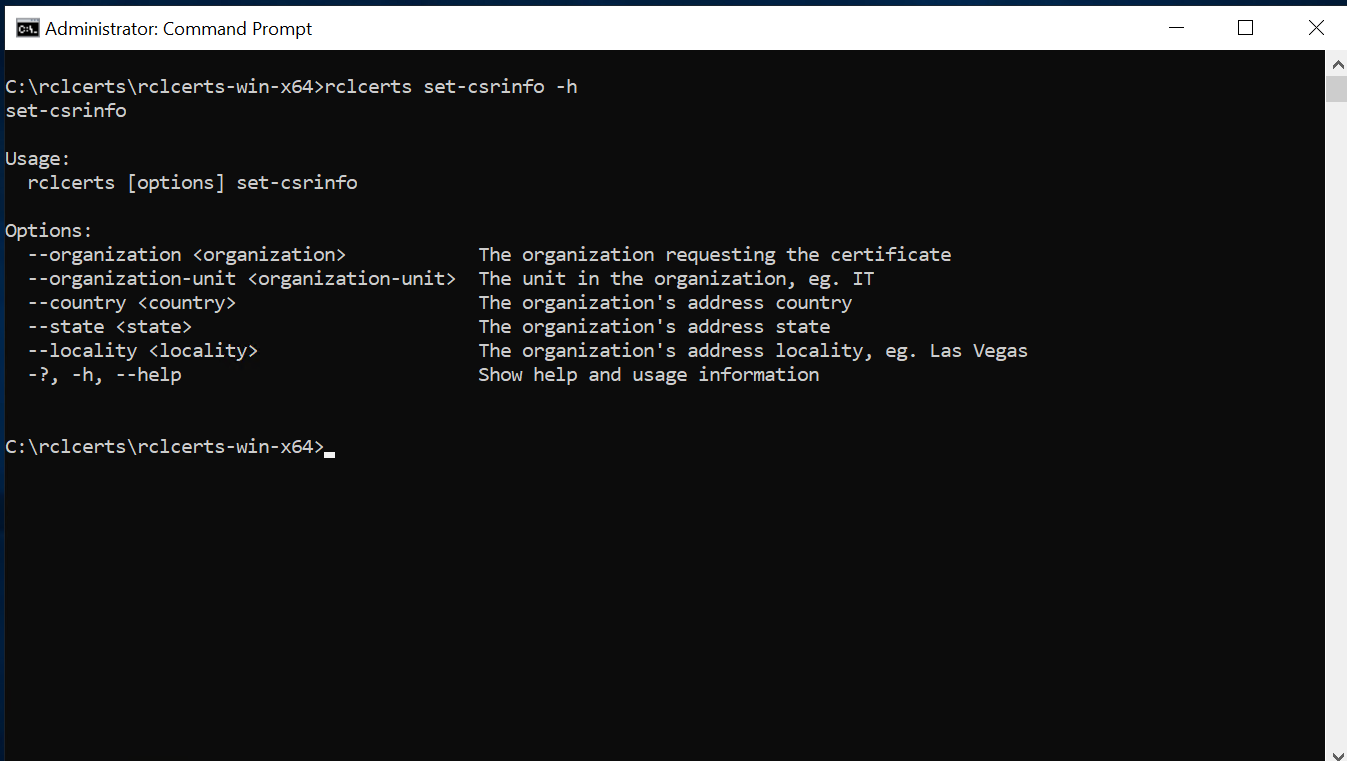 Administrator: Command Prompt
C:\rclcerts\rclcerts-win-x64>rclcerts set-csrinfo -h
set-csrinfo
Usage:
  rclcerts [options] set-csrinfo
Options:
  --organization <organization>            The organization requesting the certificate
  --organization-unit <organization-unit>  The unit in the organization, eg. IT
  --country <country>                      The organization's address country
  --state <state>                          The organization's address state
  --locality <locality>                    The organization's address locality, eg. Las Vegas
  -?, -h, --help                           Show help and usage information
C:\rclcerts\rclcerts-win-x64>